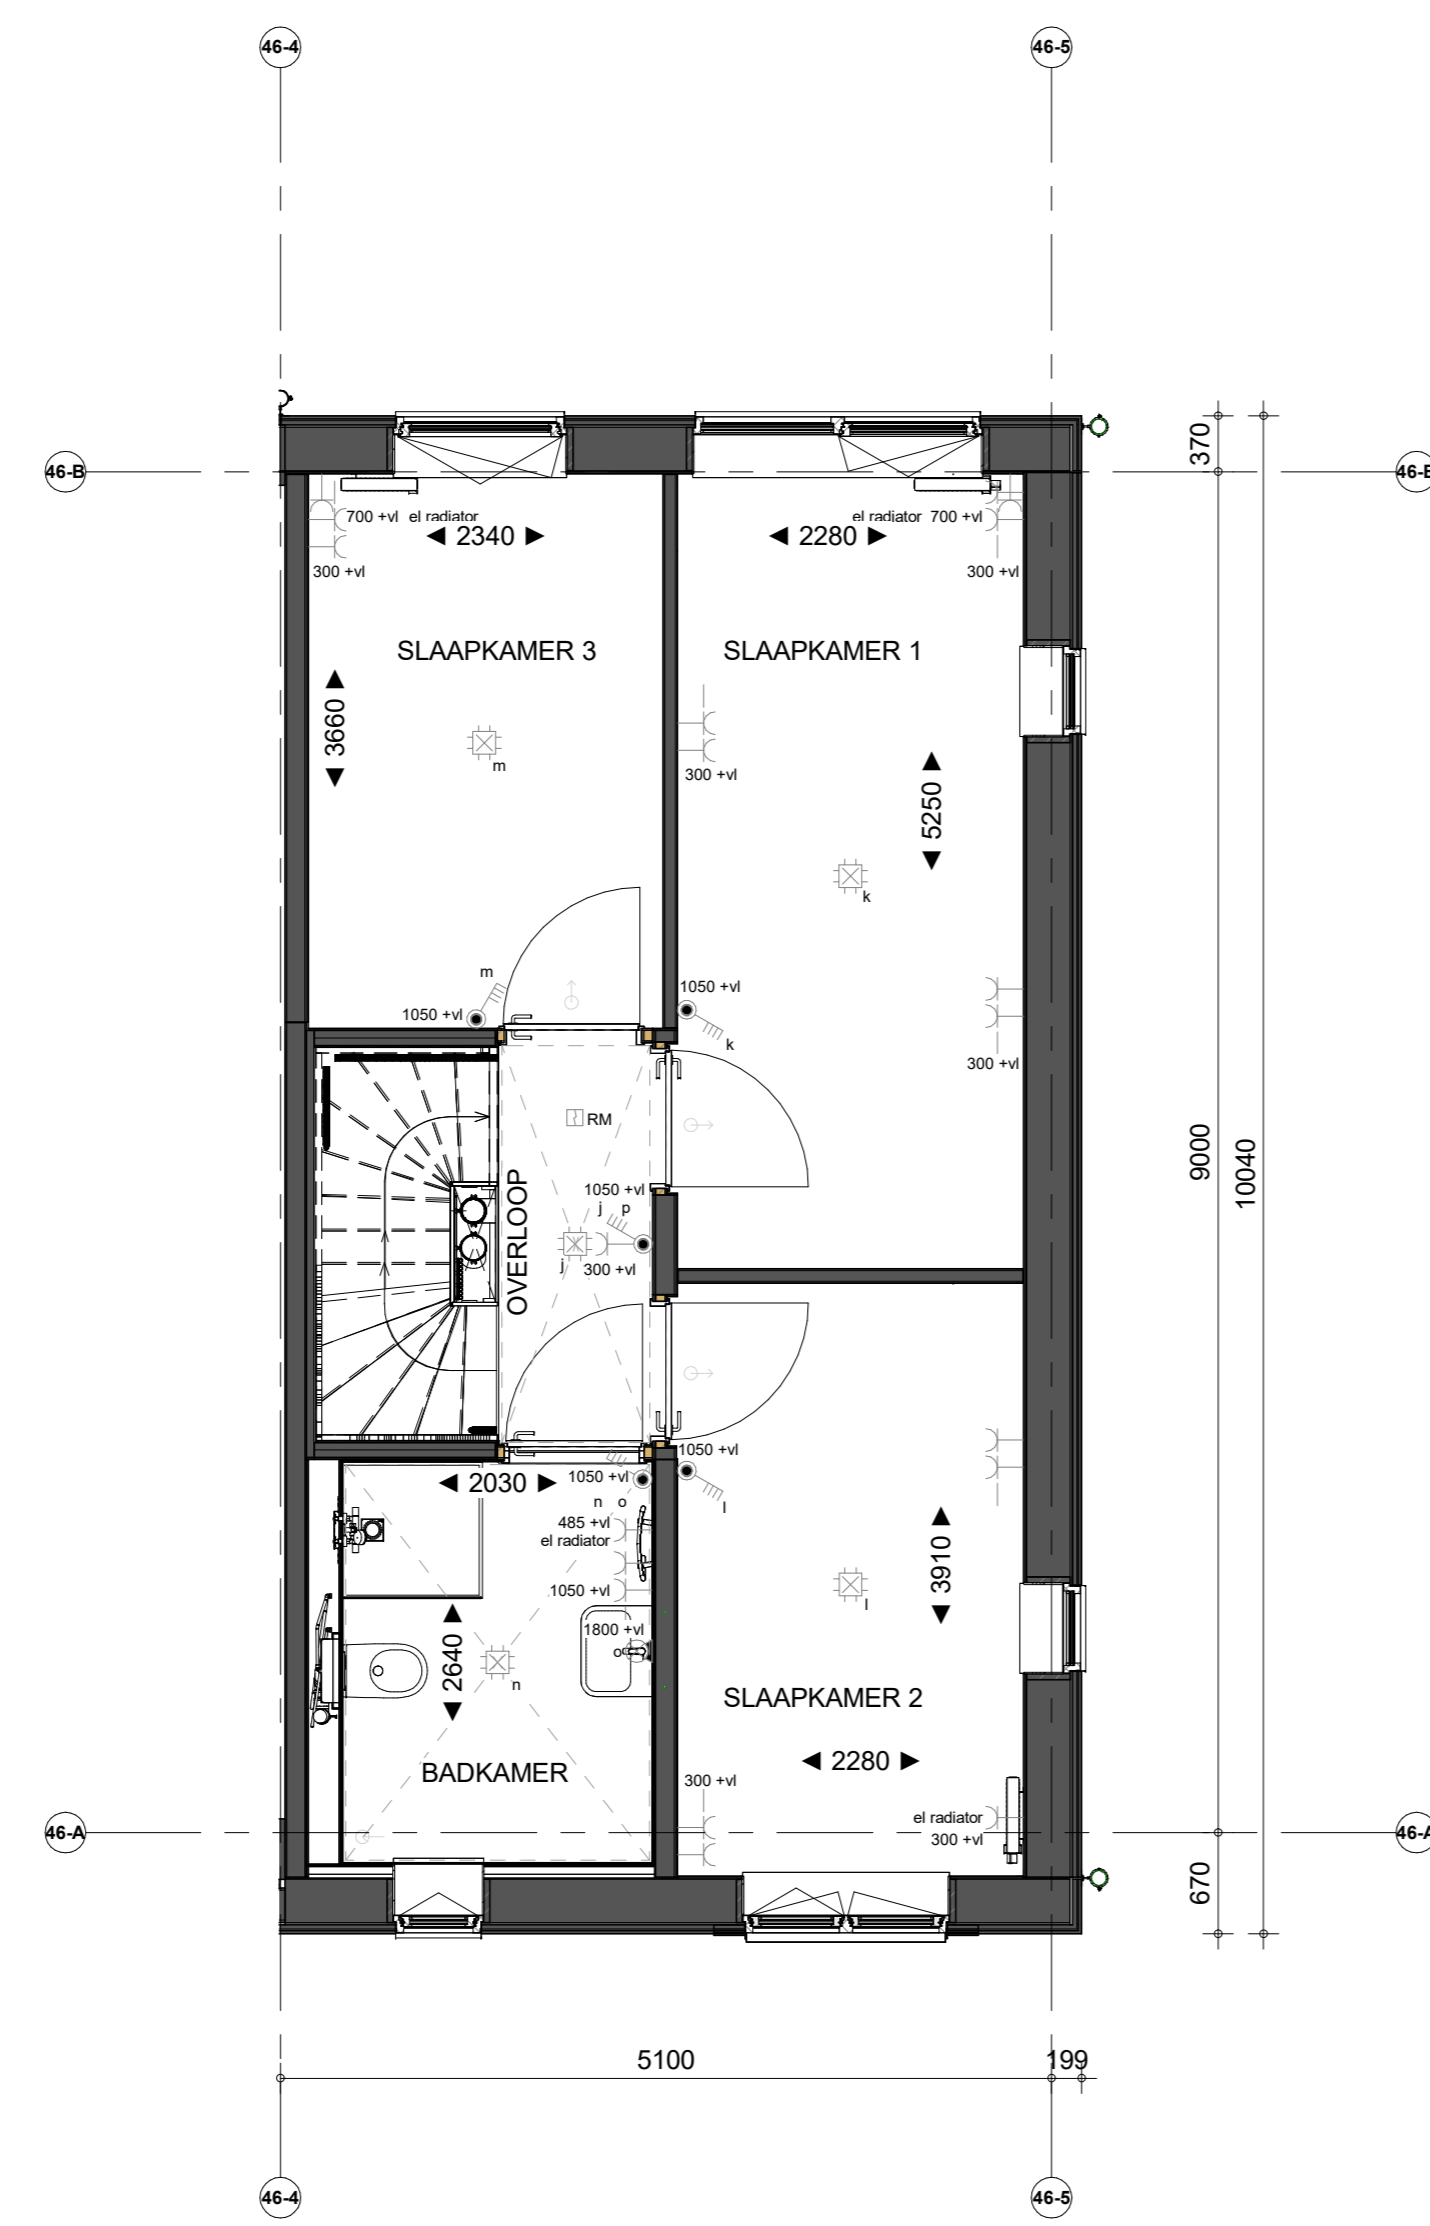 46-4
46-5
46-B
46-B
370
700 +vl
el radiator
2340
300 +vl
el radiator
700 +vl
2280
300 +vl
SLAAPKAMER 3
SLAAPKAMER 1
3660
m
300 +vl
5250
k
m
1050 +vl
1050 +vl
k
300 +vl
RM
OVERLOOP
1050 +vl
j
p
j
300 +vl
9000
10040
2030
1050 +vl
n
o
1050 +vl
l
485 +vl
el radiator
1050 +vl
1800 +vl
o
2640
n
BADKAMER
3910
l
SLAAPKAMER 2
2280
300 +vl
el radiator
300 +vl
46-A
46-A
670
5100
199
46-4
46-5